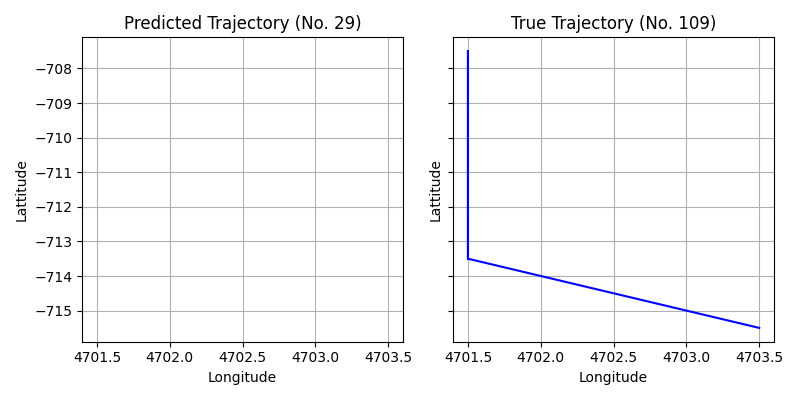 Predicted Trajectory (No. 29)
True Trajectory (No. 109)
−708
−709
−710
−711
−712
−713
−714
−715
Lattitude
Lattitude
4701.5 4702.0 4702.5 4703.0 4703.5
4701.5 4702.0 4702.5 4703.0 4703.5
Longitude
Longitude